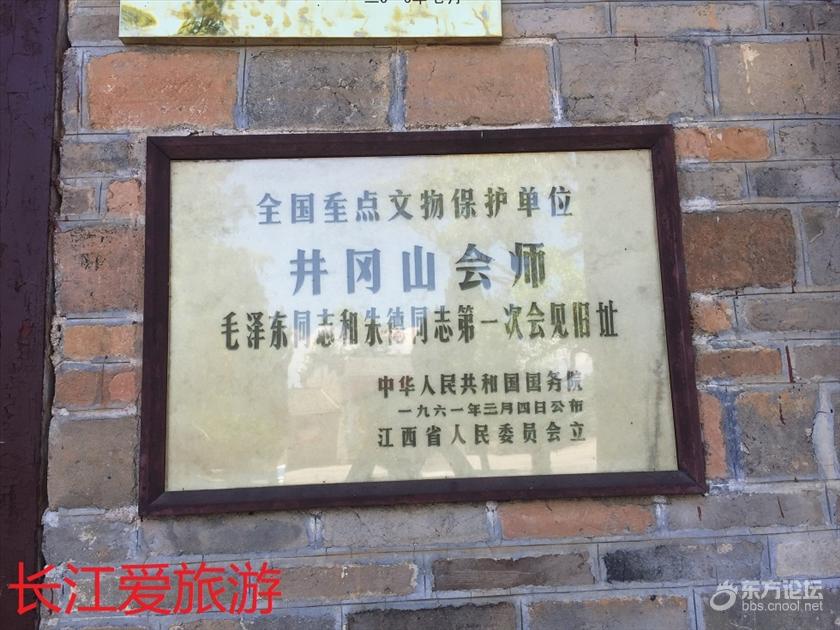 全国重点文物保护单位
井冈山会师
毛泽东同志和朱德同志第一次会见旧址
中华人民共和国国务院
一九六一年三月四日公布
江西省人民委员会立
长江爱旅游
东方论坛
bbs.cnool.net